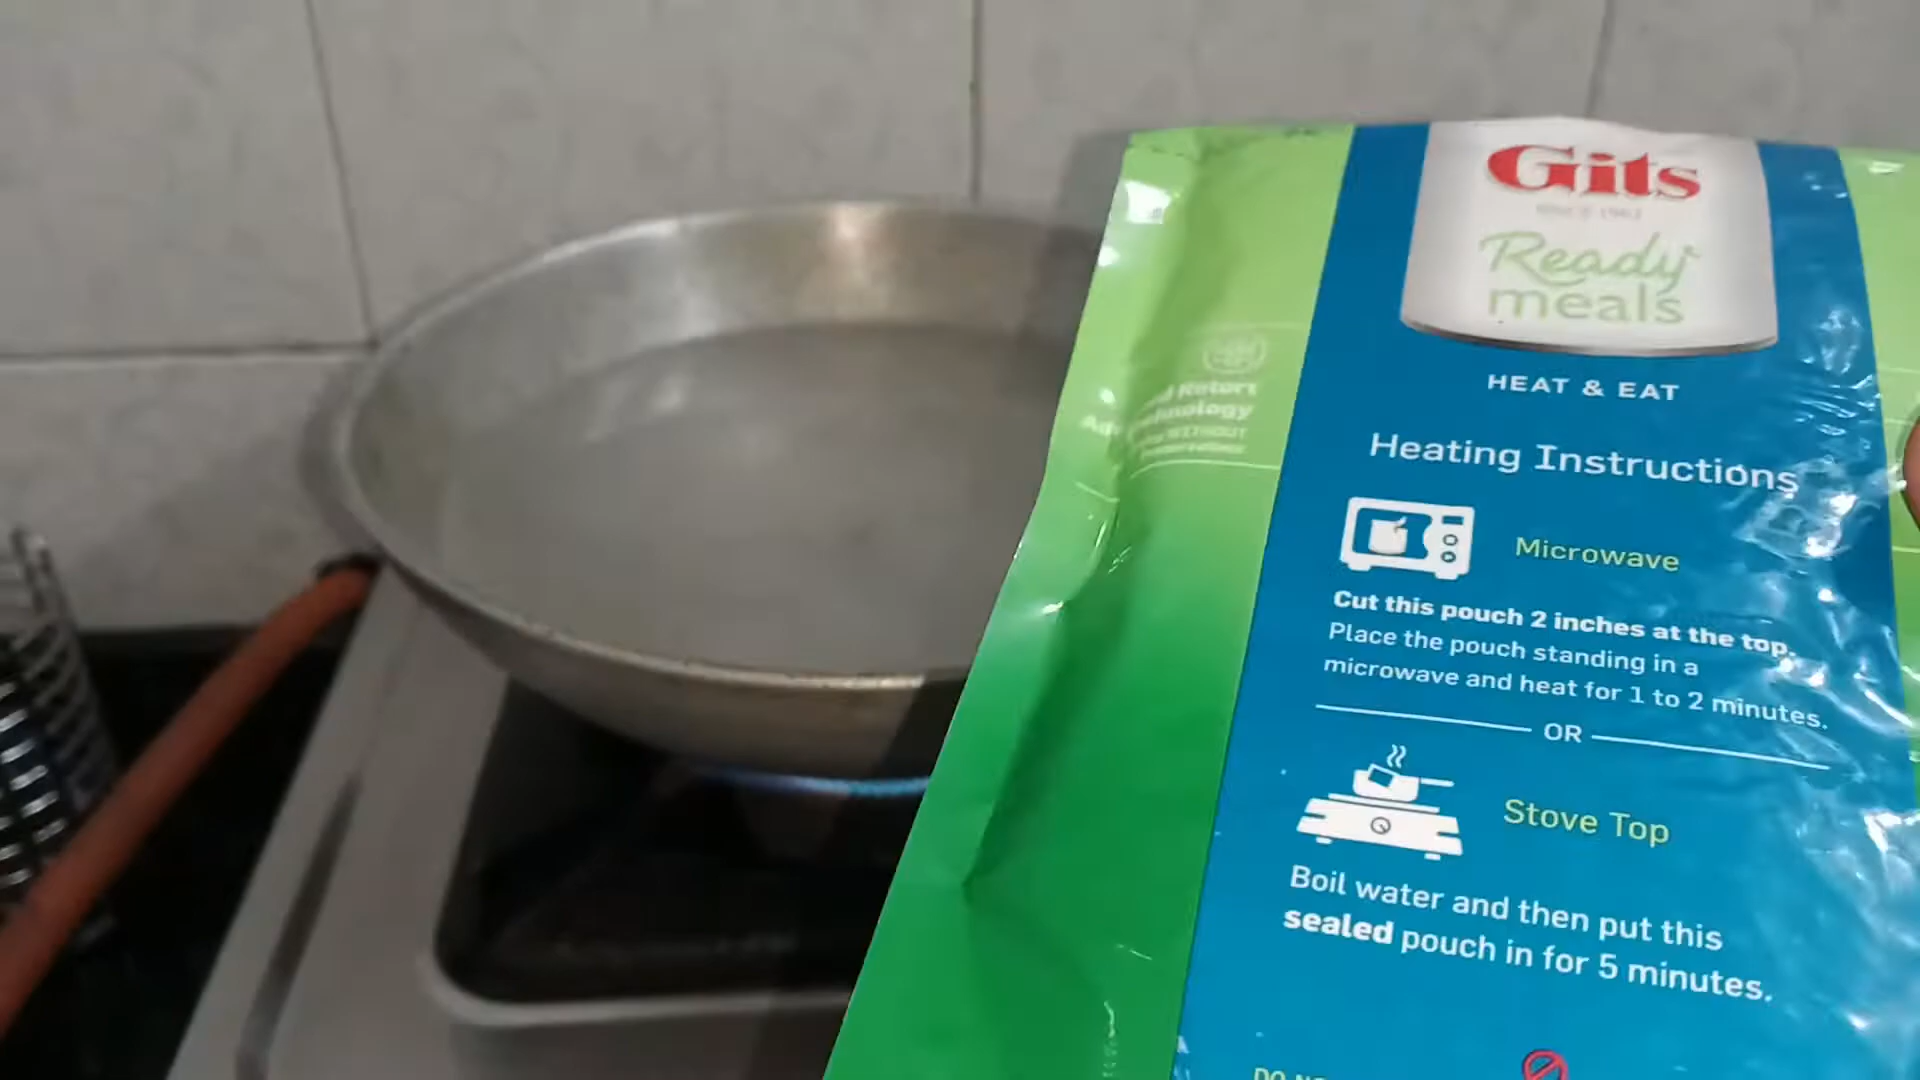 Gits
Ready
meals
HEAT & EAT
Retort
WITHOUT
Heating Instructions
Microwave
Cut this pouch 2 inches at the top.
Place the pouch standing in a
microwave and heat for 1 to 2 minutes.
OR
Stove Top
Boil water and then put this
sealed pouch in for 5 minutes.